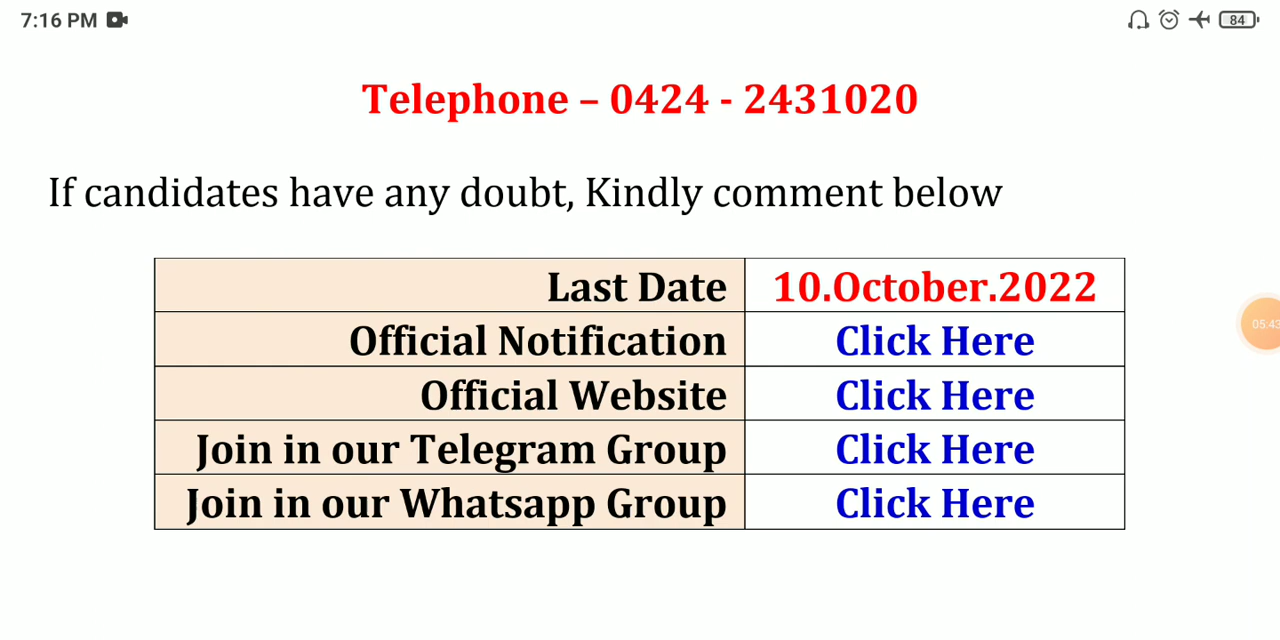 7:16 PM
84
Telephone – 0424 - 2431020
If candidates have any doubt, Kindly comment below
Last Date 10.October.2022
Official Notification Click Here
Official Website Click Here
Join in our Telegram Group Click Here
Join in our Whatsapp Group Click Here
05:43